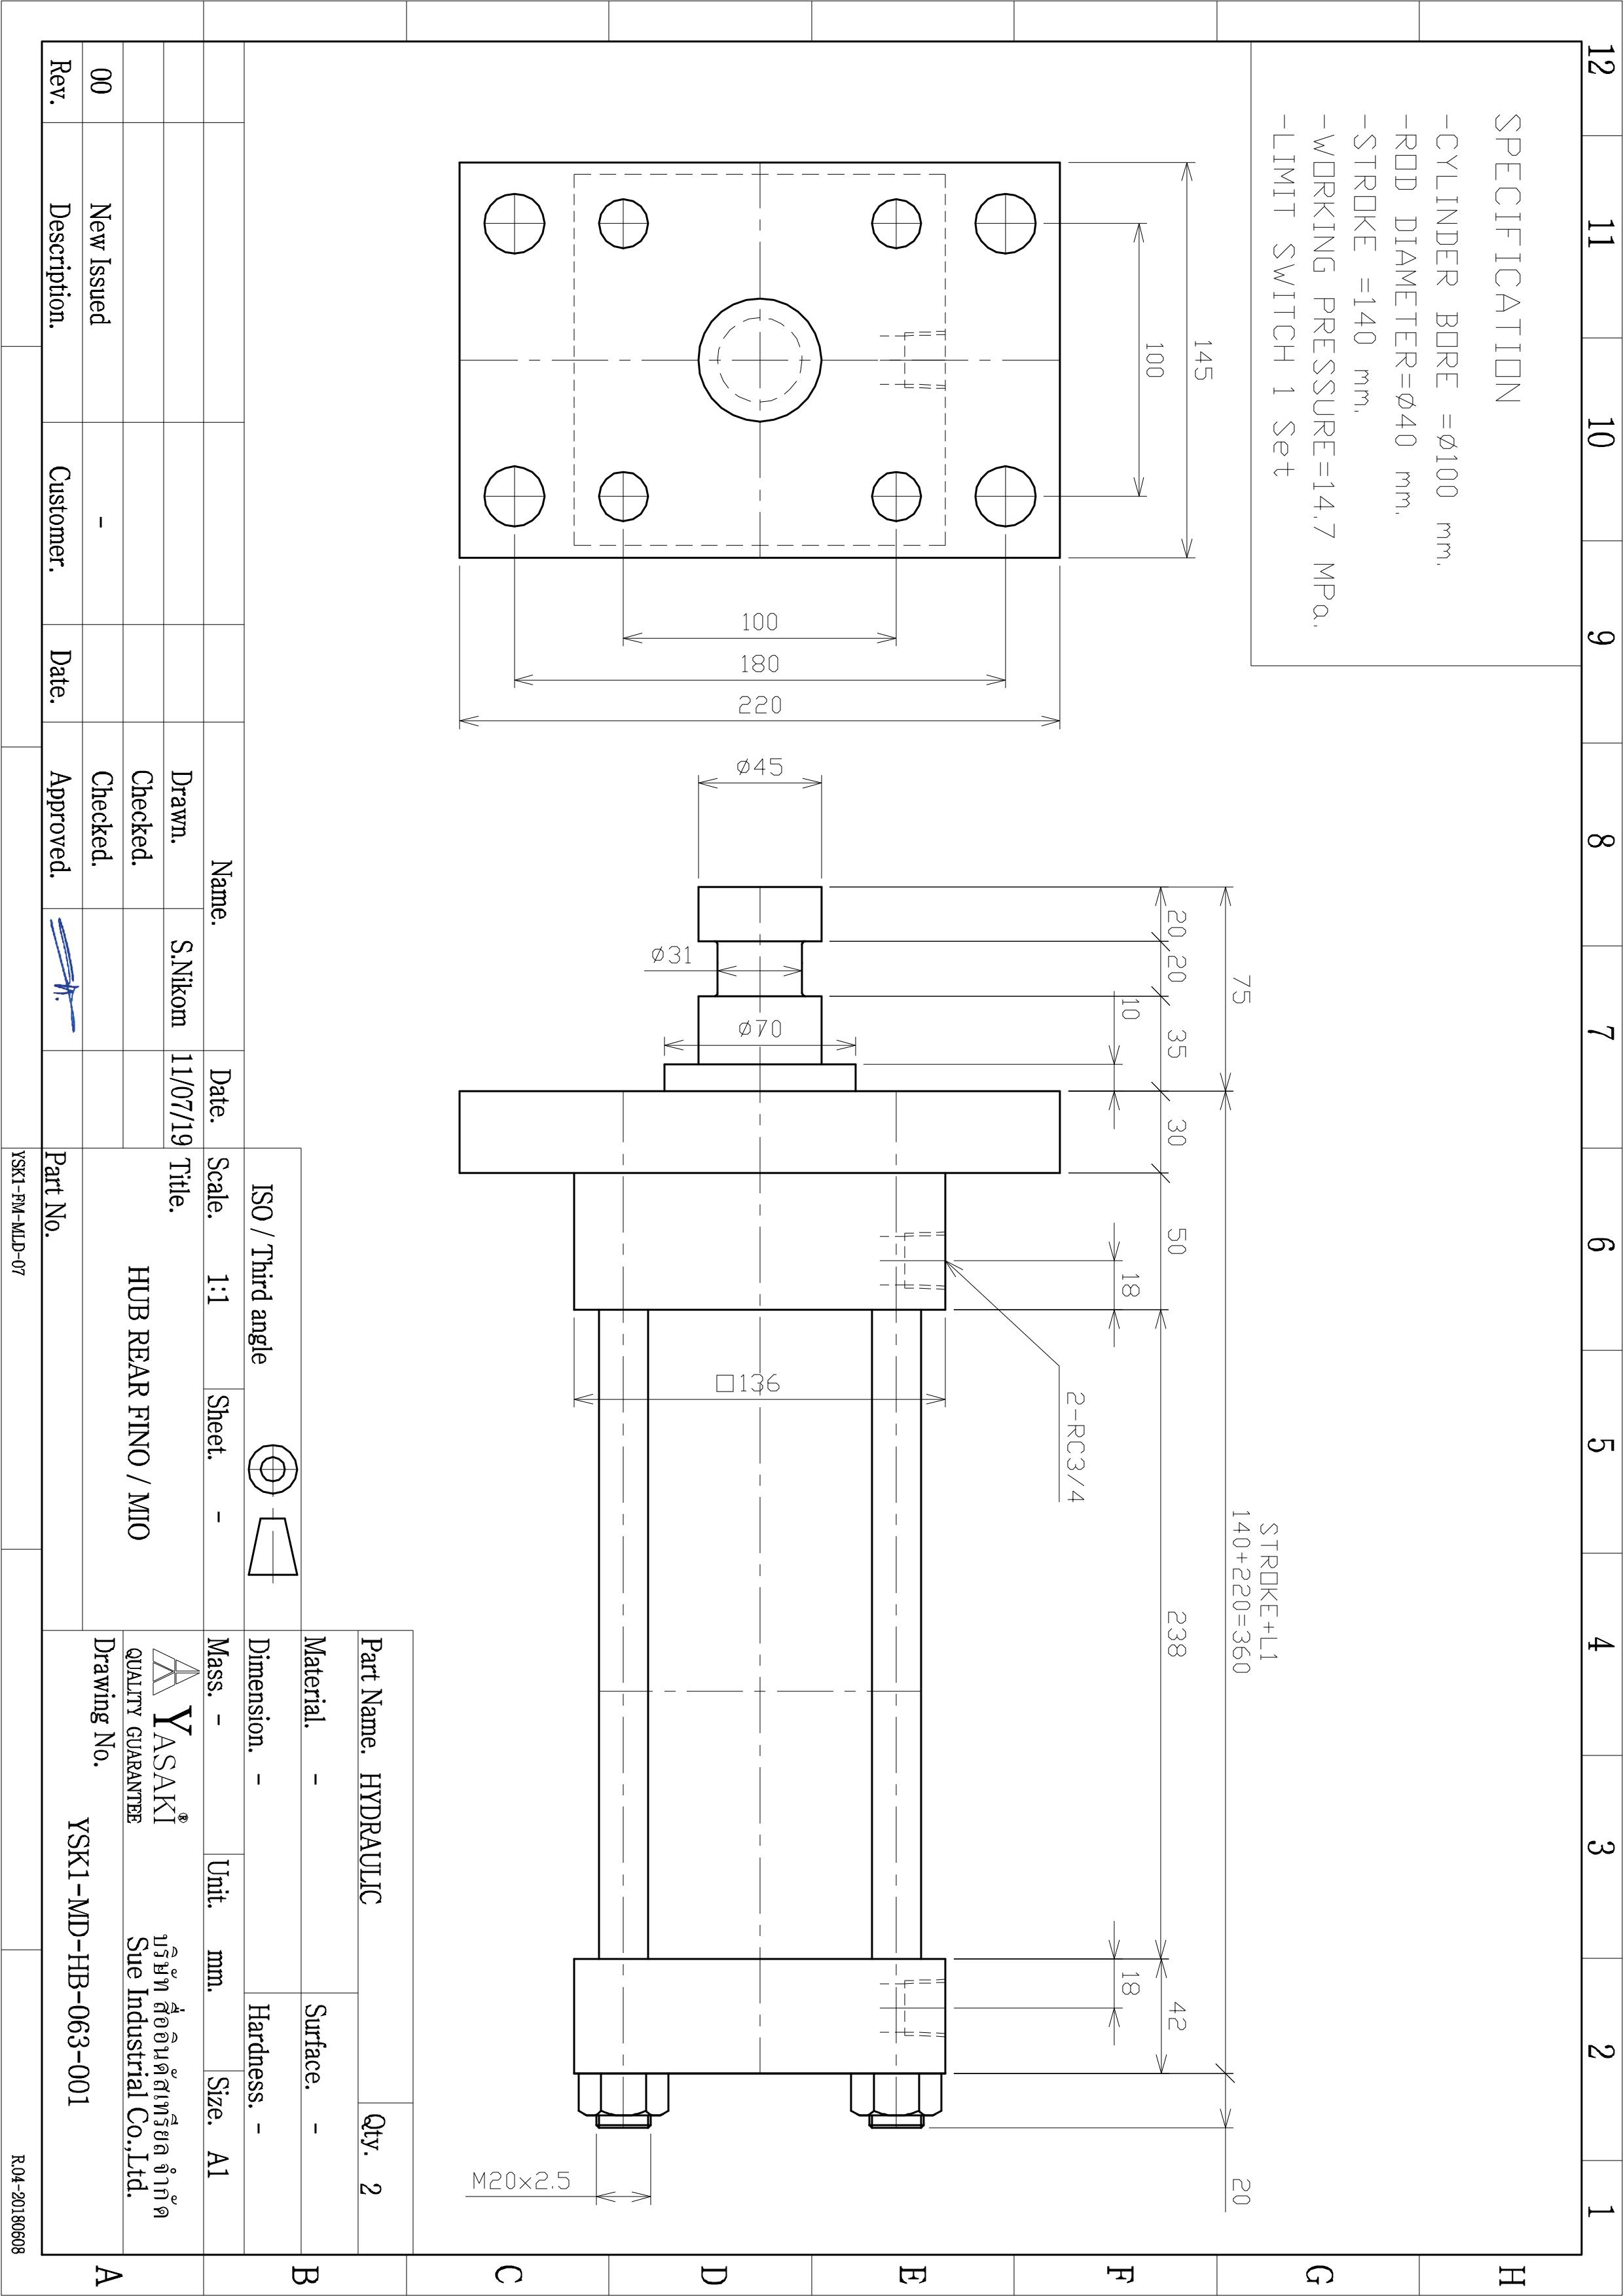 12
11
10
9
8
7
6
5
4
3
2
1
H
G
F
E
D
C
B
A
SPECIFICATION
-CYLINDER BORE =Ø100 mm.
-ROD DIAMETER=Ø40 mm.
-STROKE =140 mm.
-WORKING PRESSURE=14.7 MPa.
-LIMIT SWITCH 1 Set
145
100
100
180
220
Ø45
Ø31
Ø70
75
20
20
35
10
30
50
18
STROKE+L1
140+220=360
238
2-RC3/4
□136
18
42
20
M20x2.5
Part Name. HYDRAULIC
Qty. 2
Material. -
Surface. -
Dimension. -
Hardness. -
ISO / Third angle
Name.
Date.
Scale. 1:1
Sheet. -
Mass. -
Unit. mm.
Size. A1
Drawn. S.Nikom 11/07/19
Checked.
Checked.
Approved.
Title.
HUB REAR FINO / MIO
Part No.
YASAKI®
QUALITY GUARANTEE
บริษัท สื่ออินดัสเทรียล จำกัด
Sue Industrial Co.,Ltd.
Drawing No.
YSK1-MD-HB-063-001
00 New Issued -
Rev. Description. Customer. Date.
YSK1-FM-MLD-07
R.04-20180608